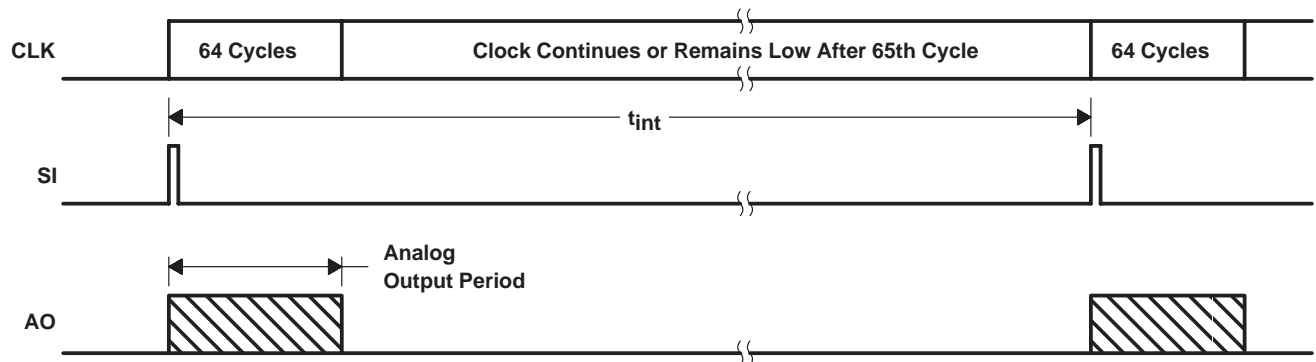 CLK
64 Cycles
Clock Continues or Remains Low After 65th Cycle
64 Cycles
tint
SI
Analog
Output Period
AO